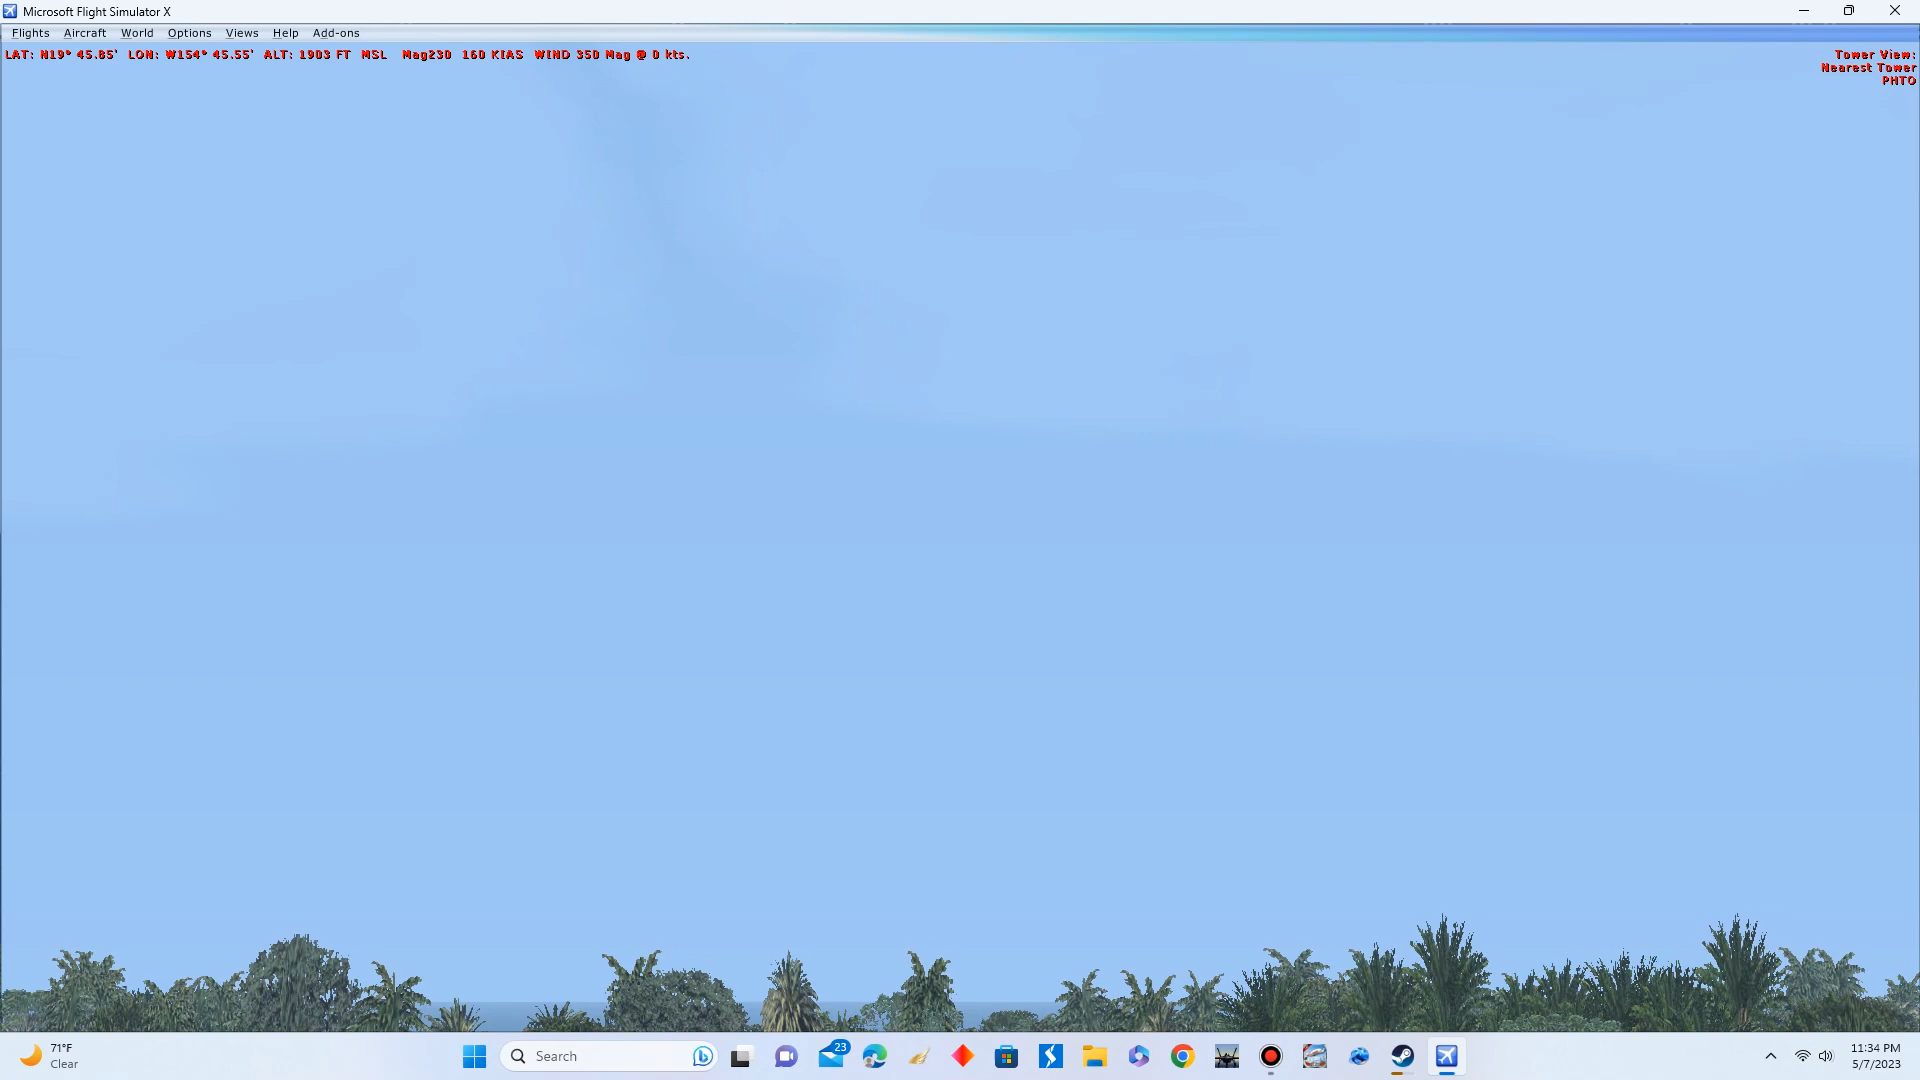 Microsoft Flight Simulator X
Flights Aircraft World Options Views Help Add-ons
LAT: N19° 45.85' LON: W154° 45.55' ALT: 1903 FT MSL Mag230 160 KIAS WIND 350 Mag @ 0 kts.
Tower View:
Nearest Tower
PHTO
71°F
Clear
Search
23
11:34 PM
5/7/2023